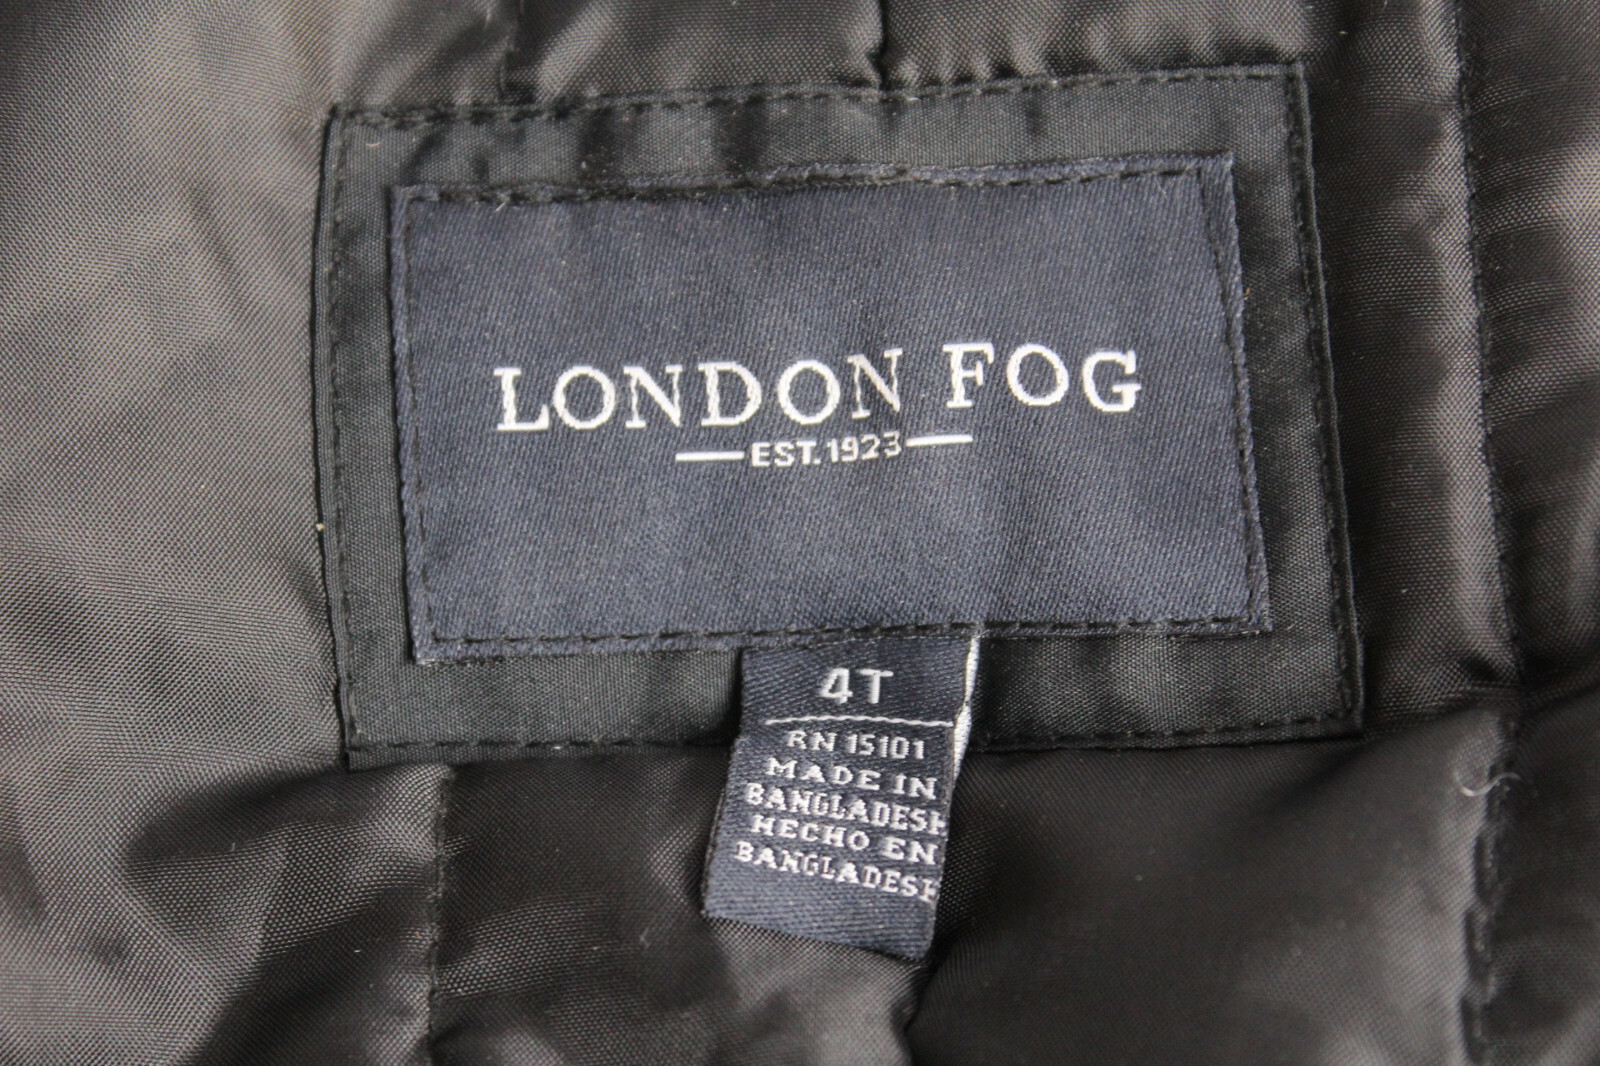 LONDON FOG
EST. 1923
4T
RN 15101
MADE IN
BANGLADESH
HECHO EN
BANGLADESH